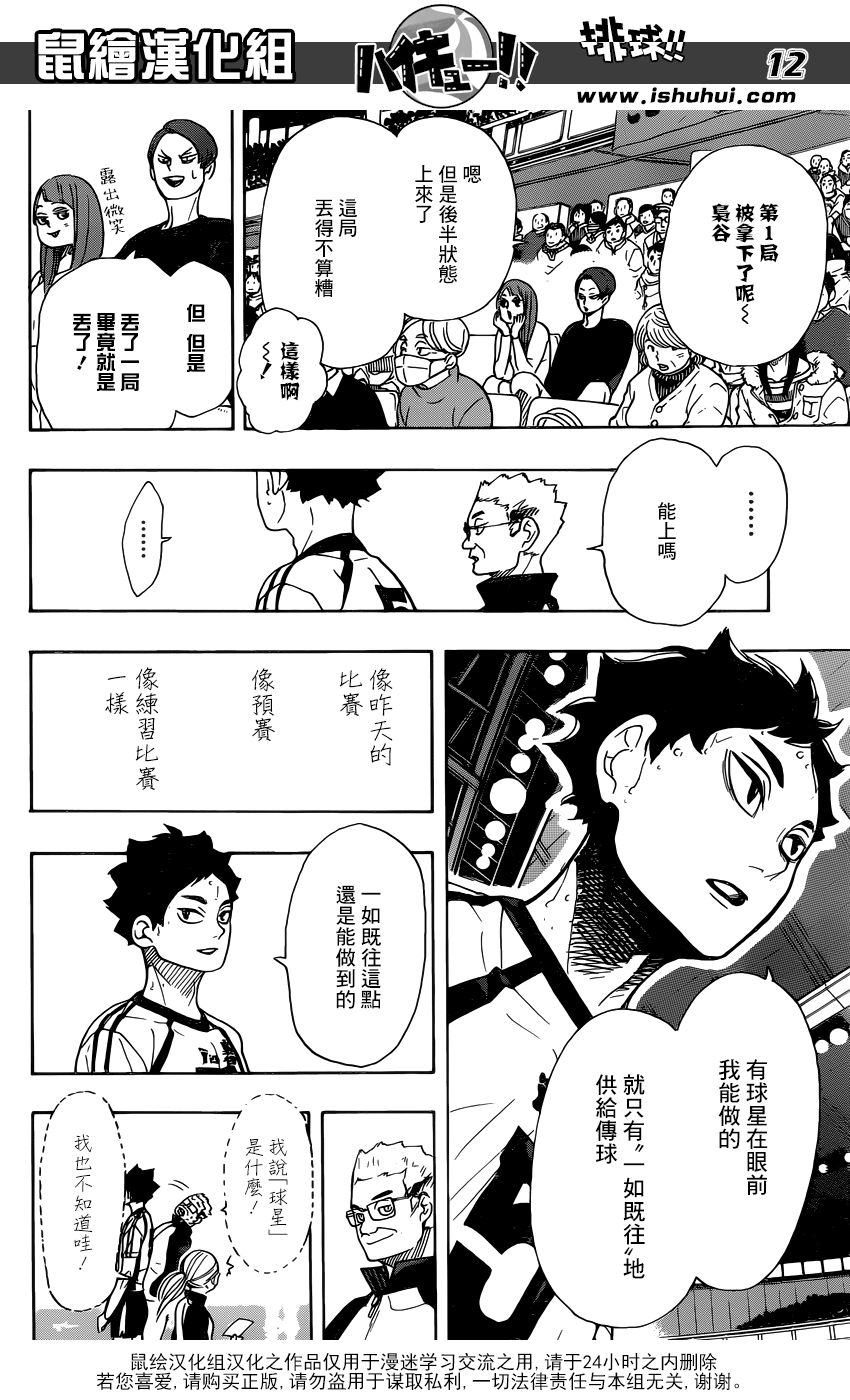 鼠繪漢化組
ハイキュー!!
排球!!
12
www.ishuhui.com
第1局
被拿下了呢～
梟谷
嗯
但是後半狀態
上來了
這局
丟得不算糟
這樣啊
～！
露出微笑
但 但是
丟了一局
畢竟就是
丟了！
……
能上嗎
……
有球星在眼前
我能做的
就只有〝一如既往〞地
供給傳球
像昨天的
比賽
像預賽
像練習比賽
一樣
一如既往這點
還是能做到的
我說「球星」
是什麼！
我也不知道哇！
鼠绘汉化组汉化之作品仅用于漫迷学习交流之用,请于24小时之内删除
若您喜爱,请购买正版,请勿盗用于谋取私利,一切法律责任与本组无关,谢谢。